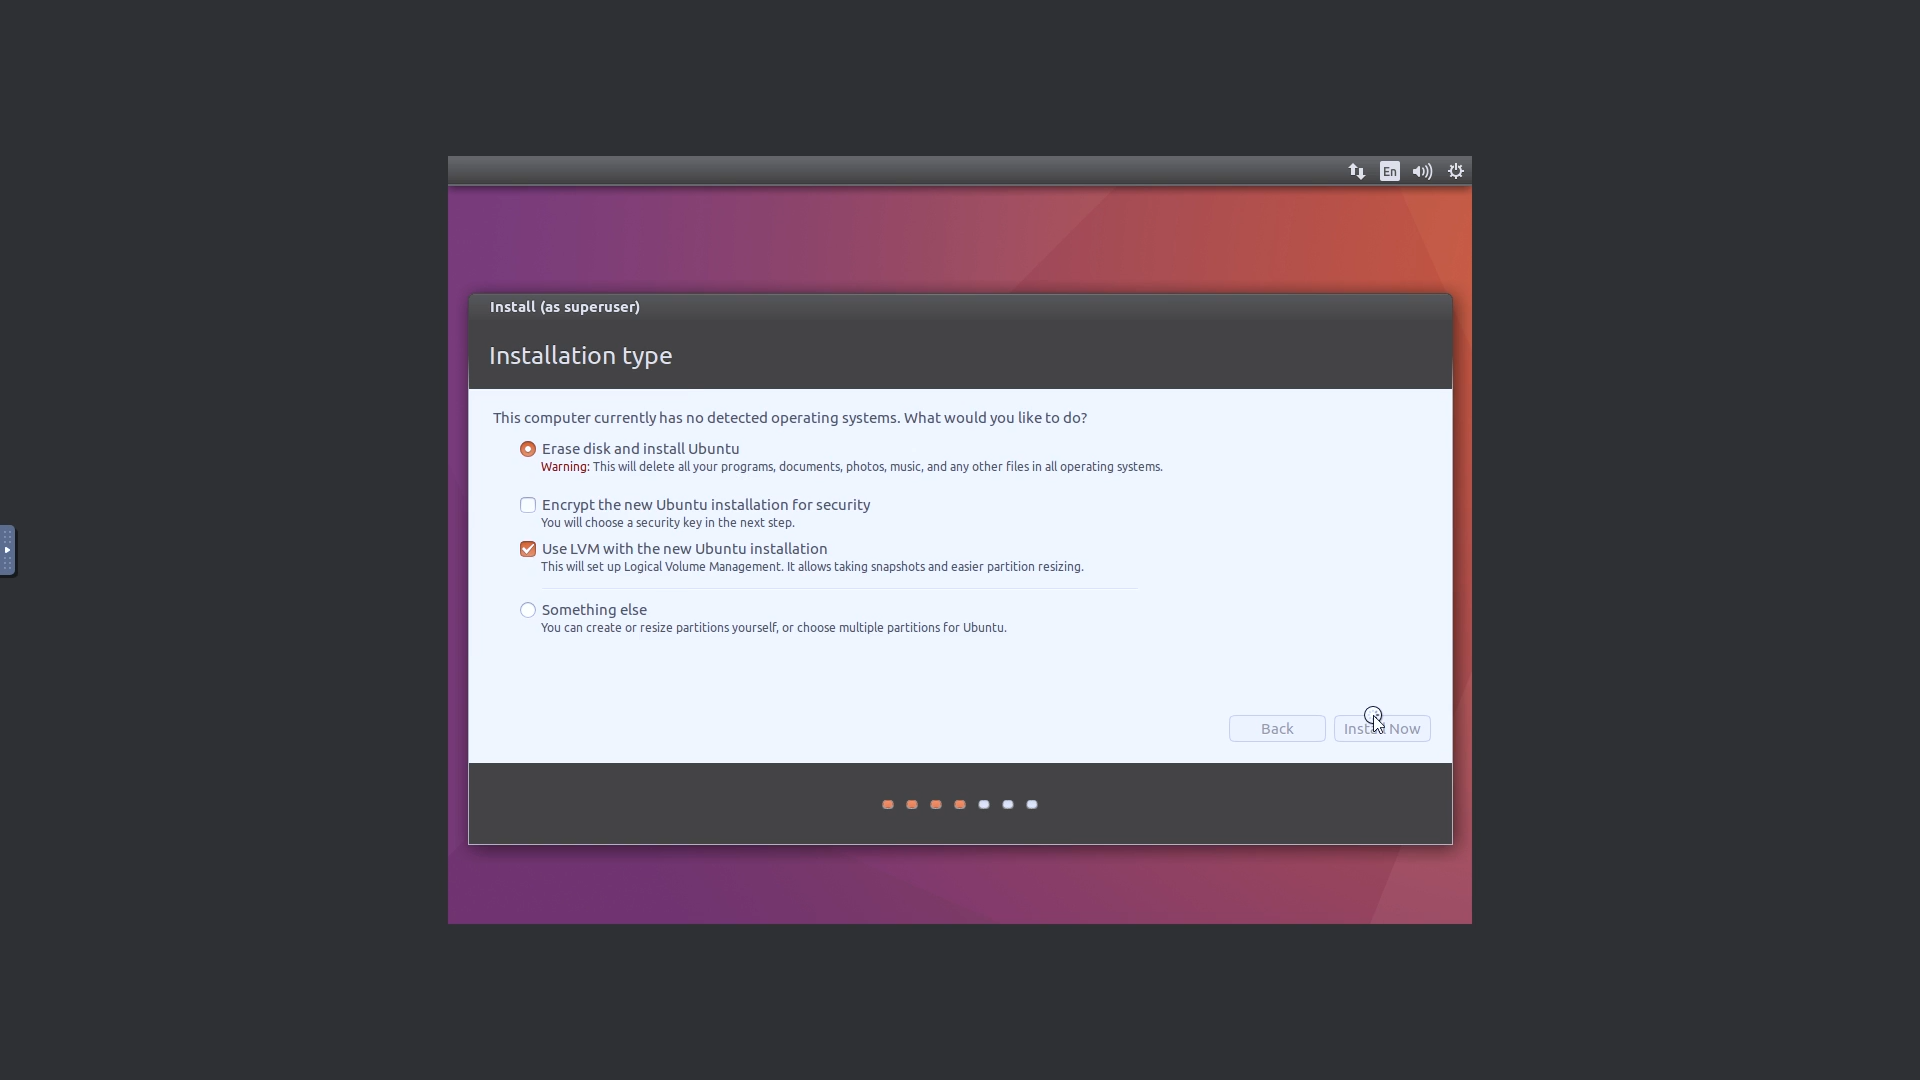 En
Install (as superuser)
Installation type
This computer currently has no detected operating systems. What would you like to do?
Erase disk and install Ubuntu
Warning: This will delete all your programs, documents, photos, music, and any other files in all operating systems.
Encrypt the new Ubuntu installation for security
You will choose a security key in the next step.
Use LVM with the new Ubuntu installation
This will set up Logical Volume Management. It allows taking snapshots and easier partition resizing.
Something else
You can create or resize partitions yourself, or choose multiple partitions for Ubuntu.
Back
Install Now